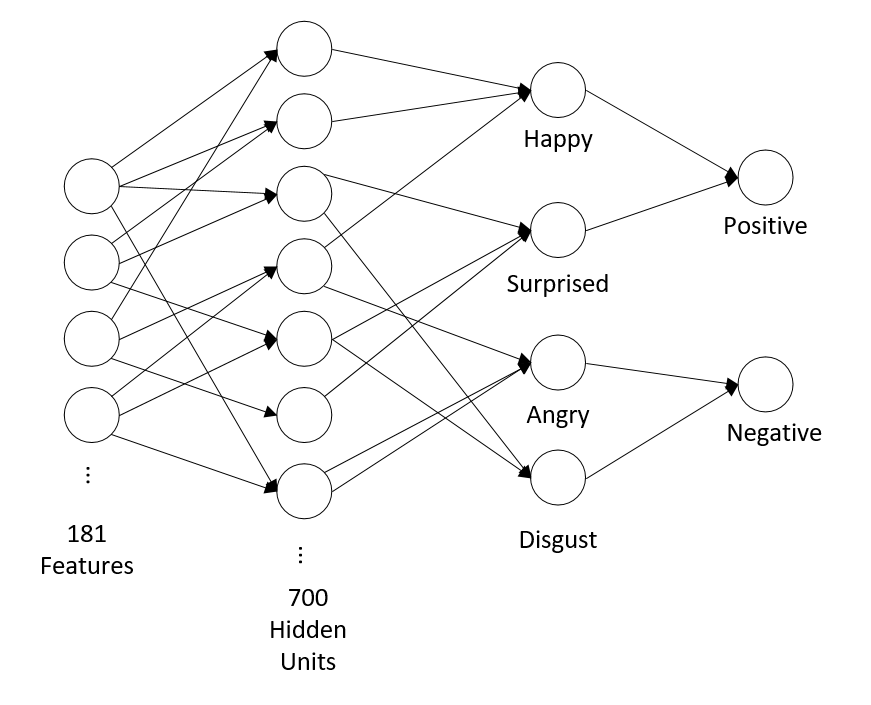 Happy
Positive
Surprised
Angry
Negative
⋮
181
Features
Disgust
⋮
700
Hidden
Units